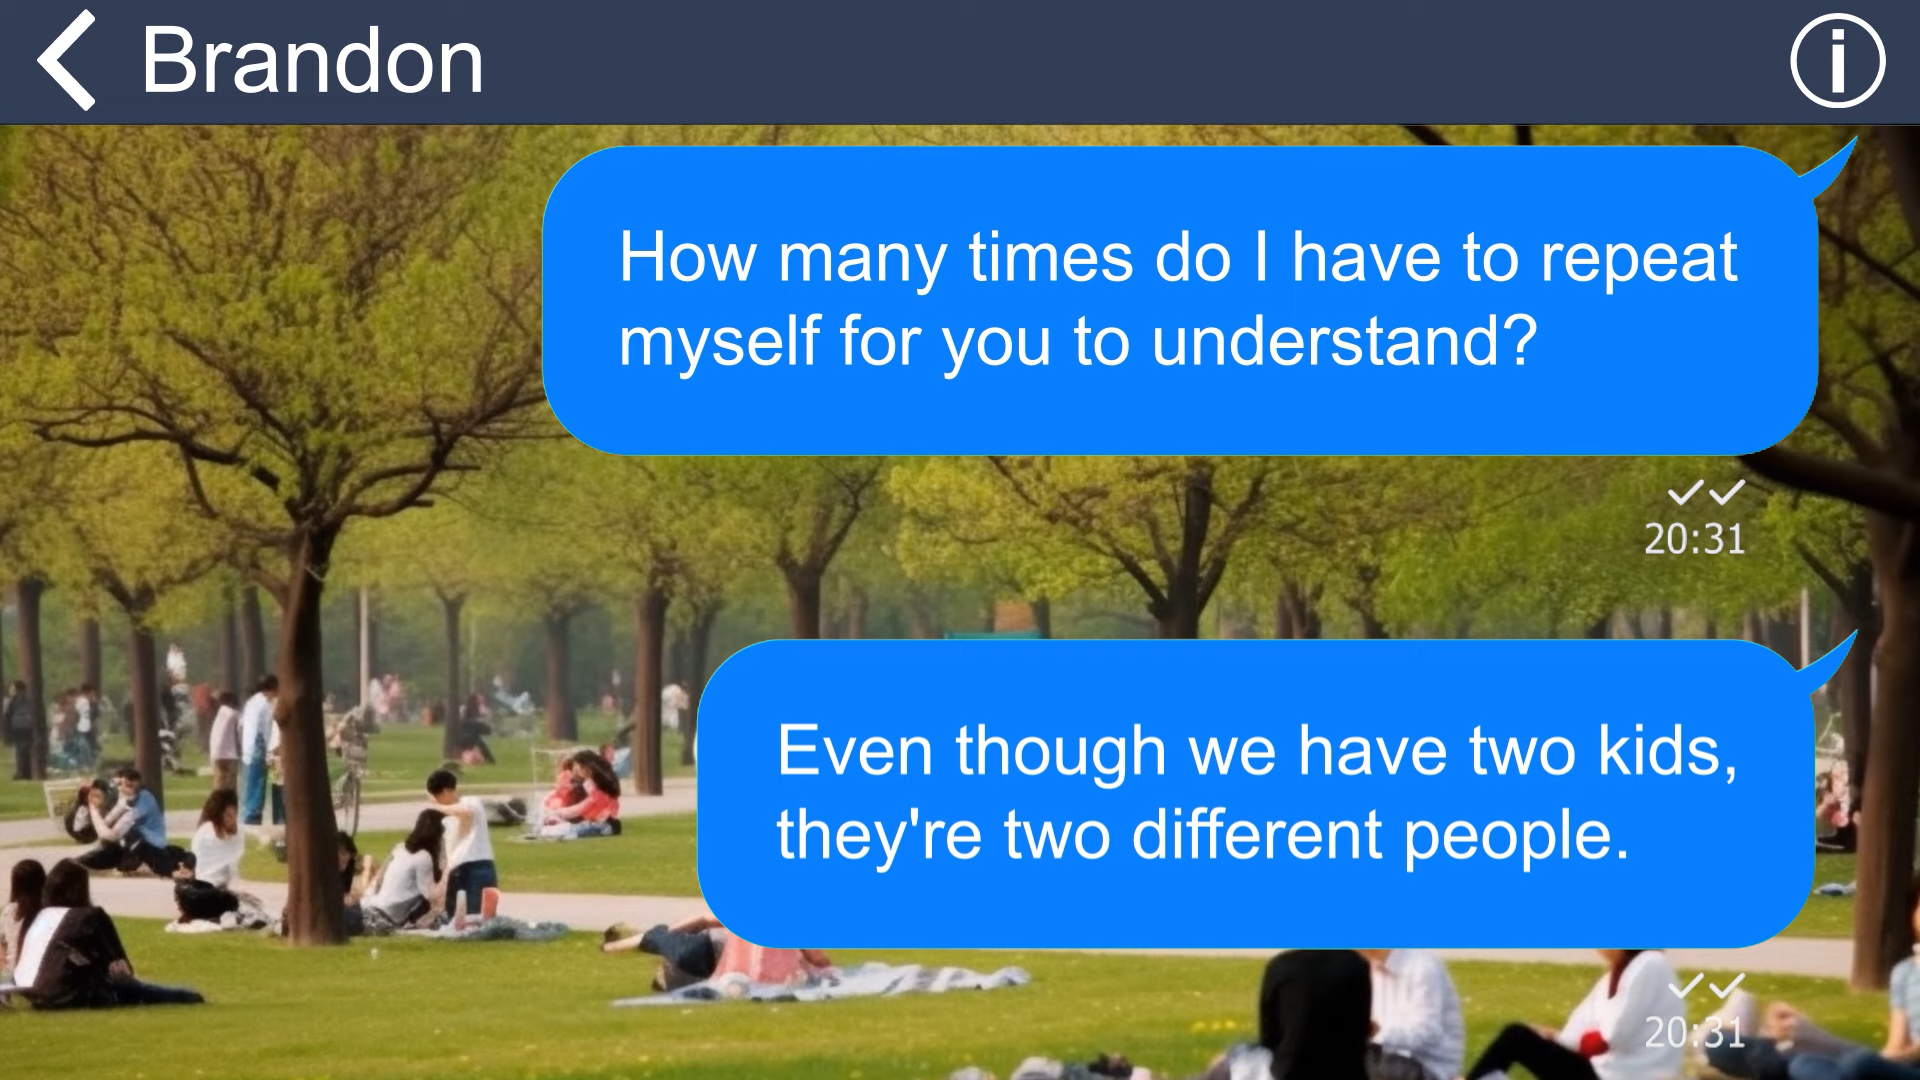 Brandon
How many times do I have to repeat
myself for you to understand?
20:31
Even though we have two kids,
they're two different people.
20:31